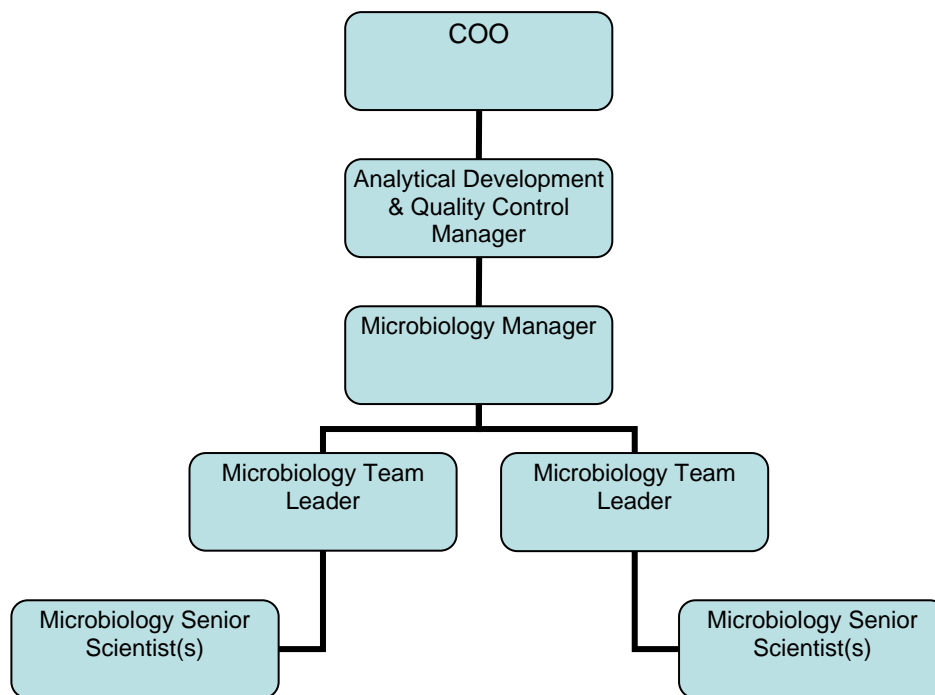 COO
Analytical Development
& Quality Control
Manager
Microbiology Manager
Microbiology Team
Leader
Microbiology Team
Leader
Microbiology Senior
Scientist(s)
Microbiology Senior
Scientist(s)